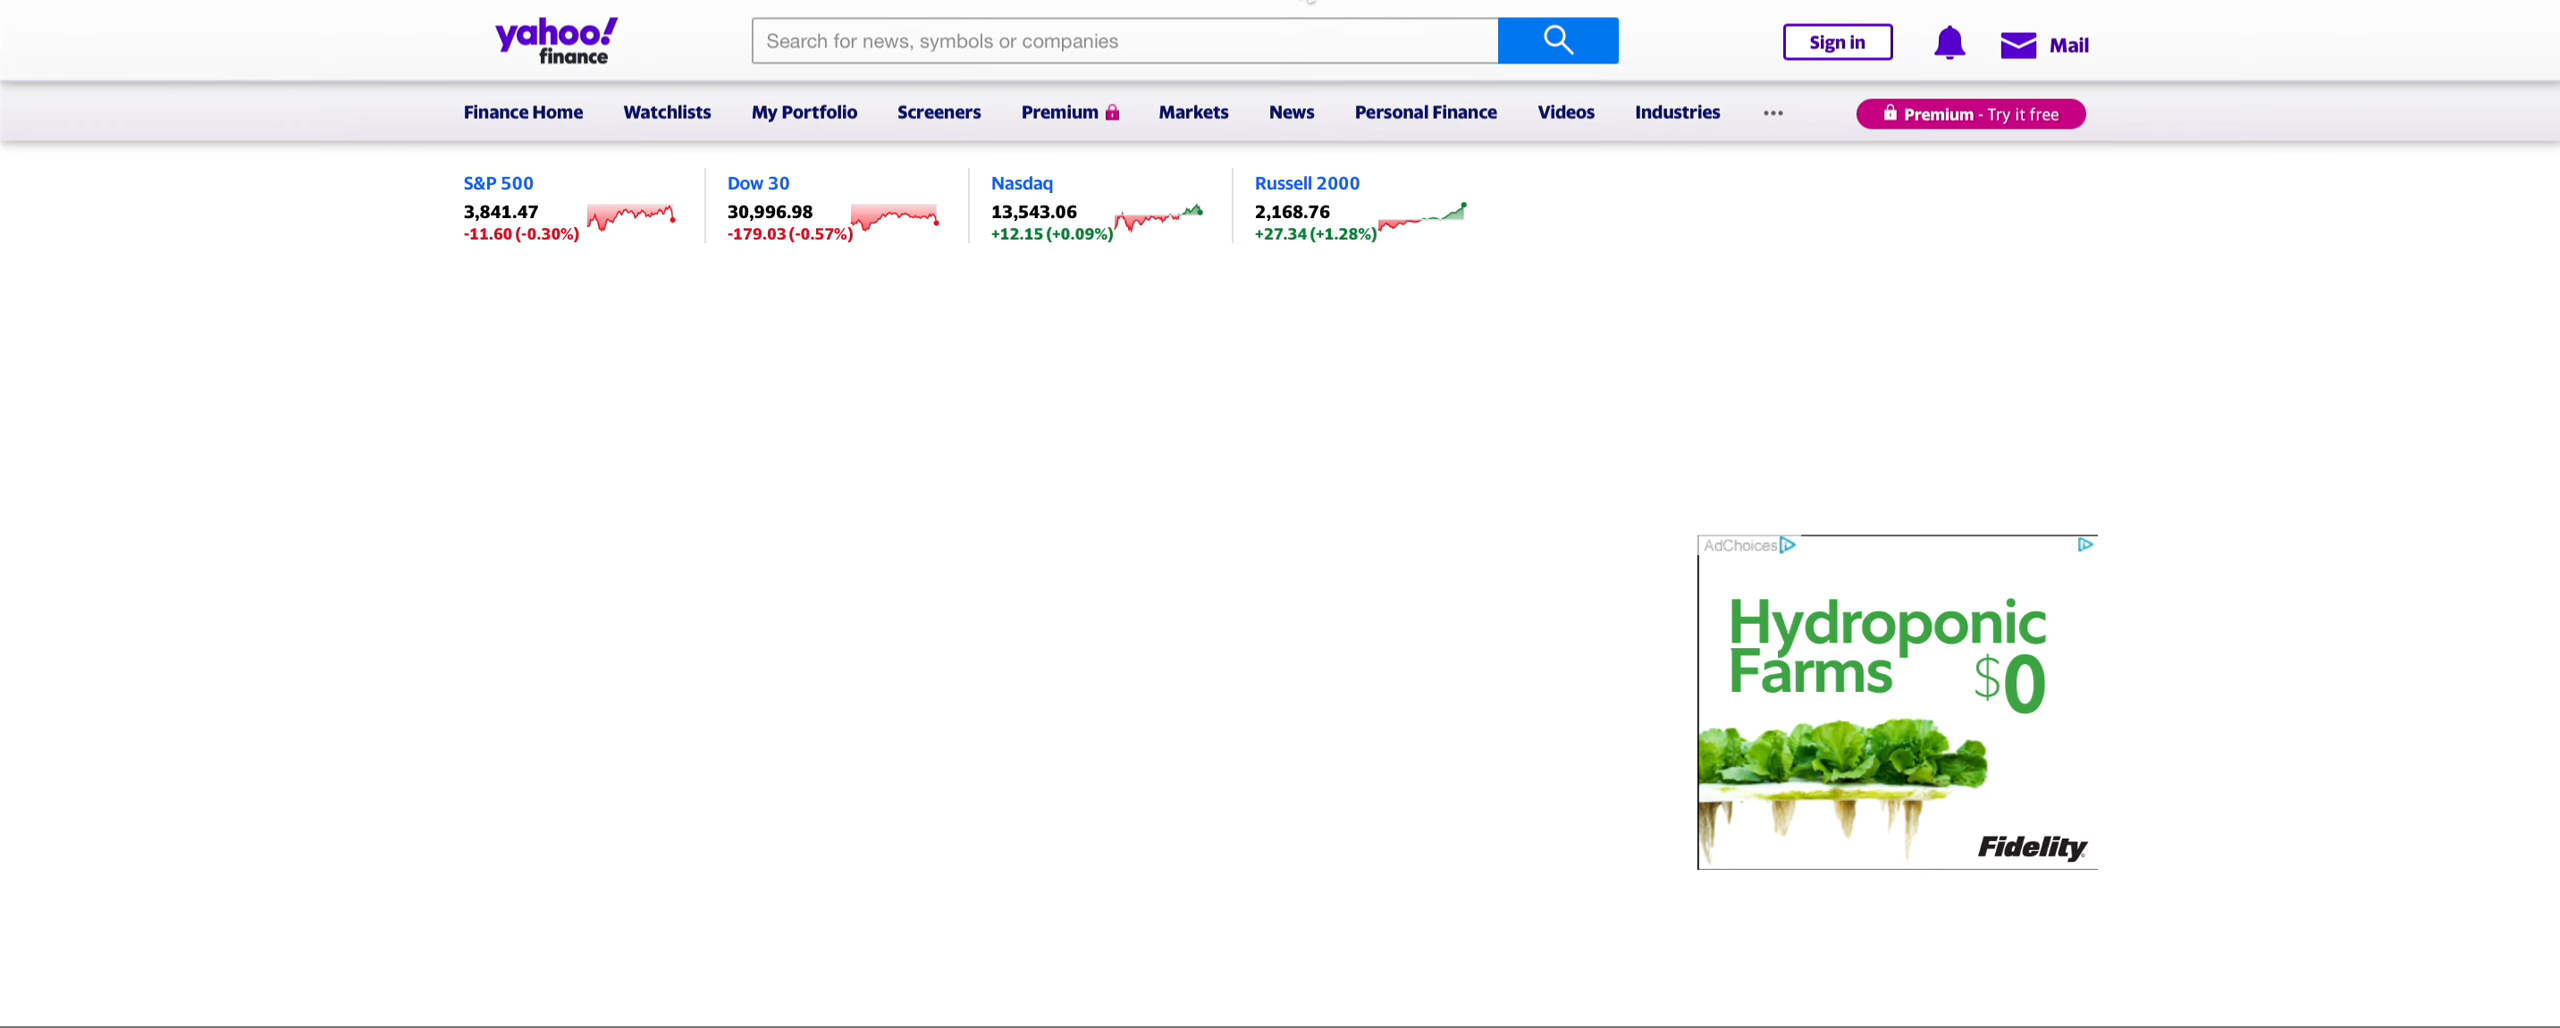 yahoo!
finance
Search for news, symbols or companies
Sign in
Mail
Finance Home Watchlists My Portfolio Screeners Premium Markets News Personal Finance Videos Industries ••• Premium - Try it free
S&P 500
3,841.47
-11.60 (-0.30%)
Dow 30
30,996.98
-179.03 (-0.57%)
Nasdaq
13,543.06
+12.15 (+0.09%)
Russell 2000
2,168.76
+27.34 (+1.28%)
AdChoices
Hydroponic
Farms $0
Fidelity